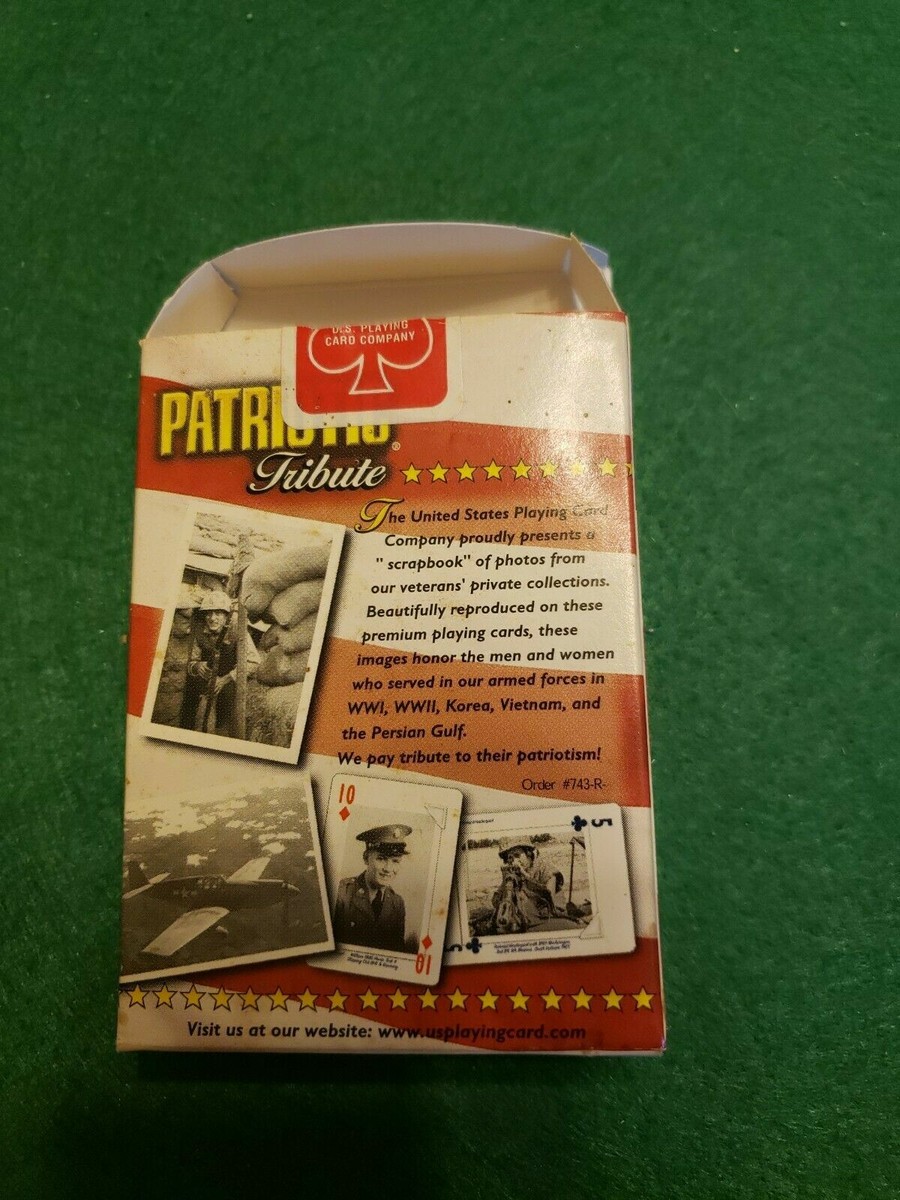 U.S. PLAYING
CARD COMPANY
PATRIOTIC®
Tribute
The United States Playing Card
Company proudly presents a
" scrapbook" of photos from
our veterans' private collections.
Beautifully reproduced on these
premium playing cards, these
images honor the men and women
who served in our armed forces in
WWI, WWII, Korea, Vietnam, and
the Persian Gulf.
We pay tribute to their patriotism!
Order #743-R-
10
10
5
5
Visit us at our website: www.usplayingcard.com